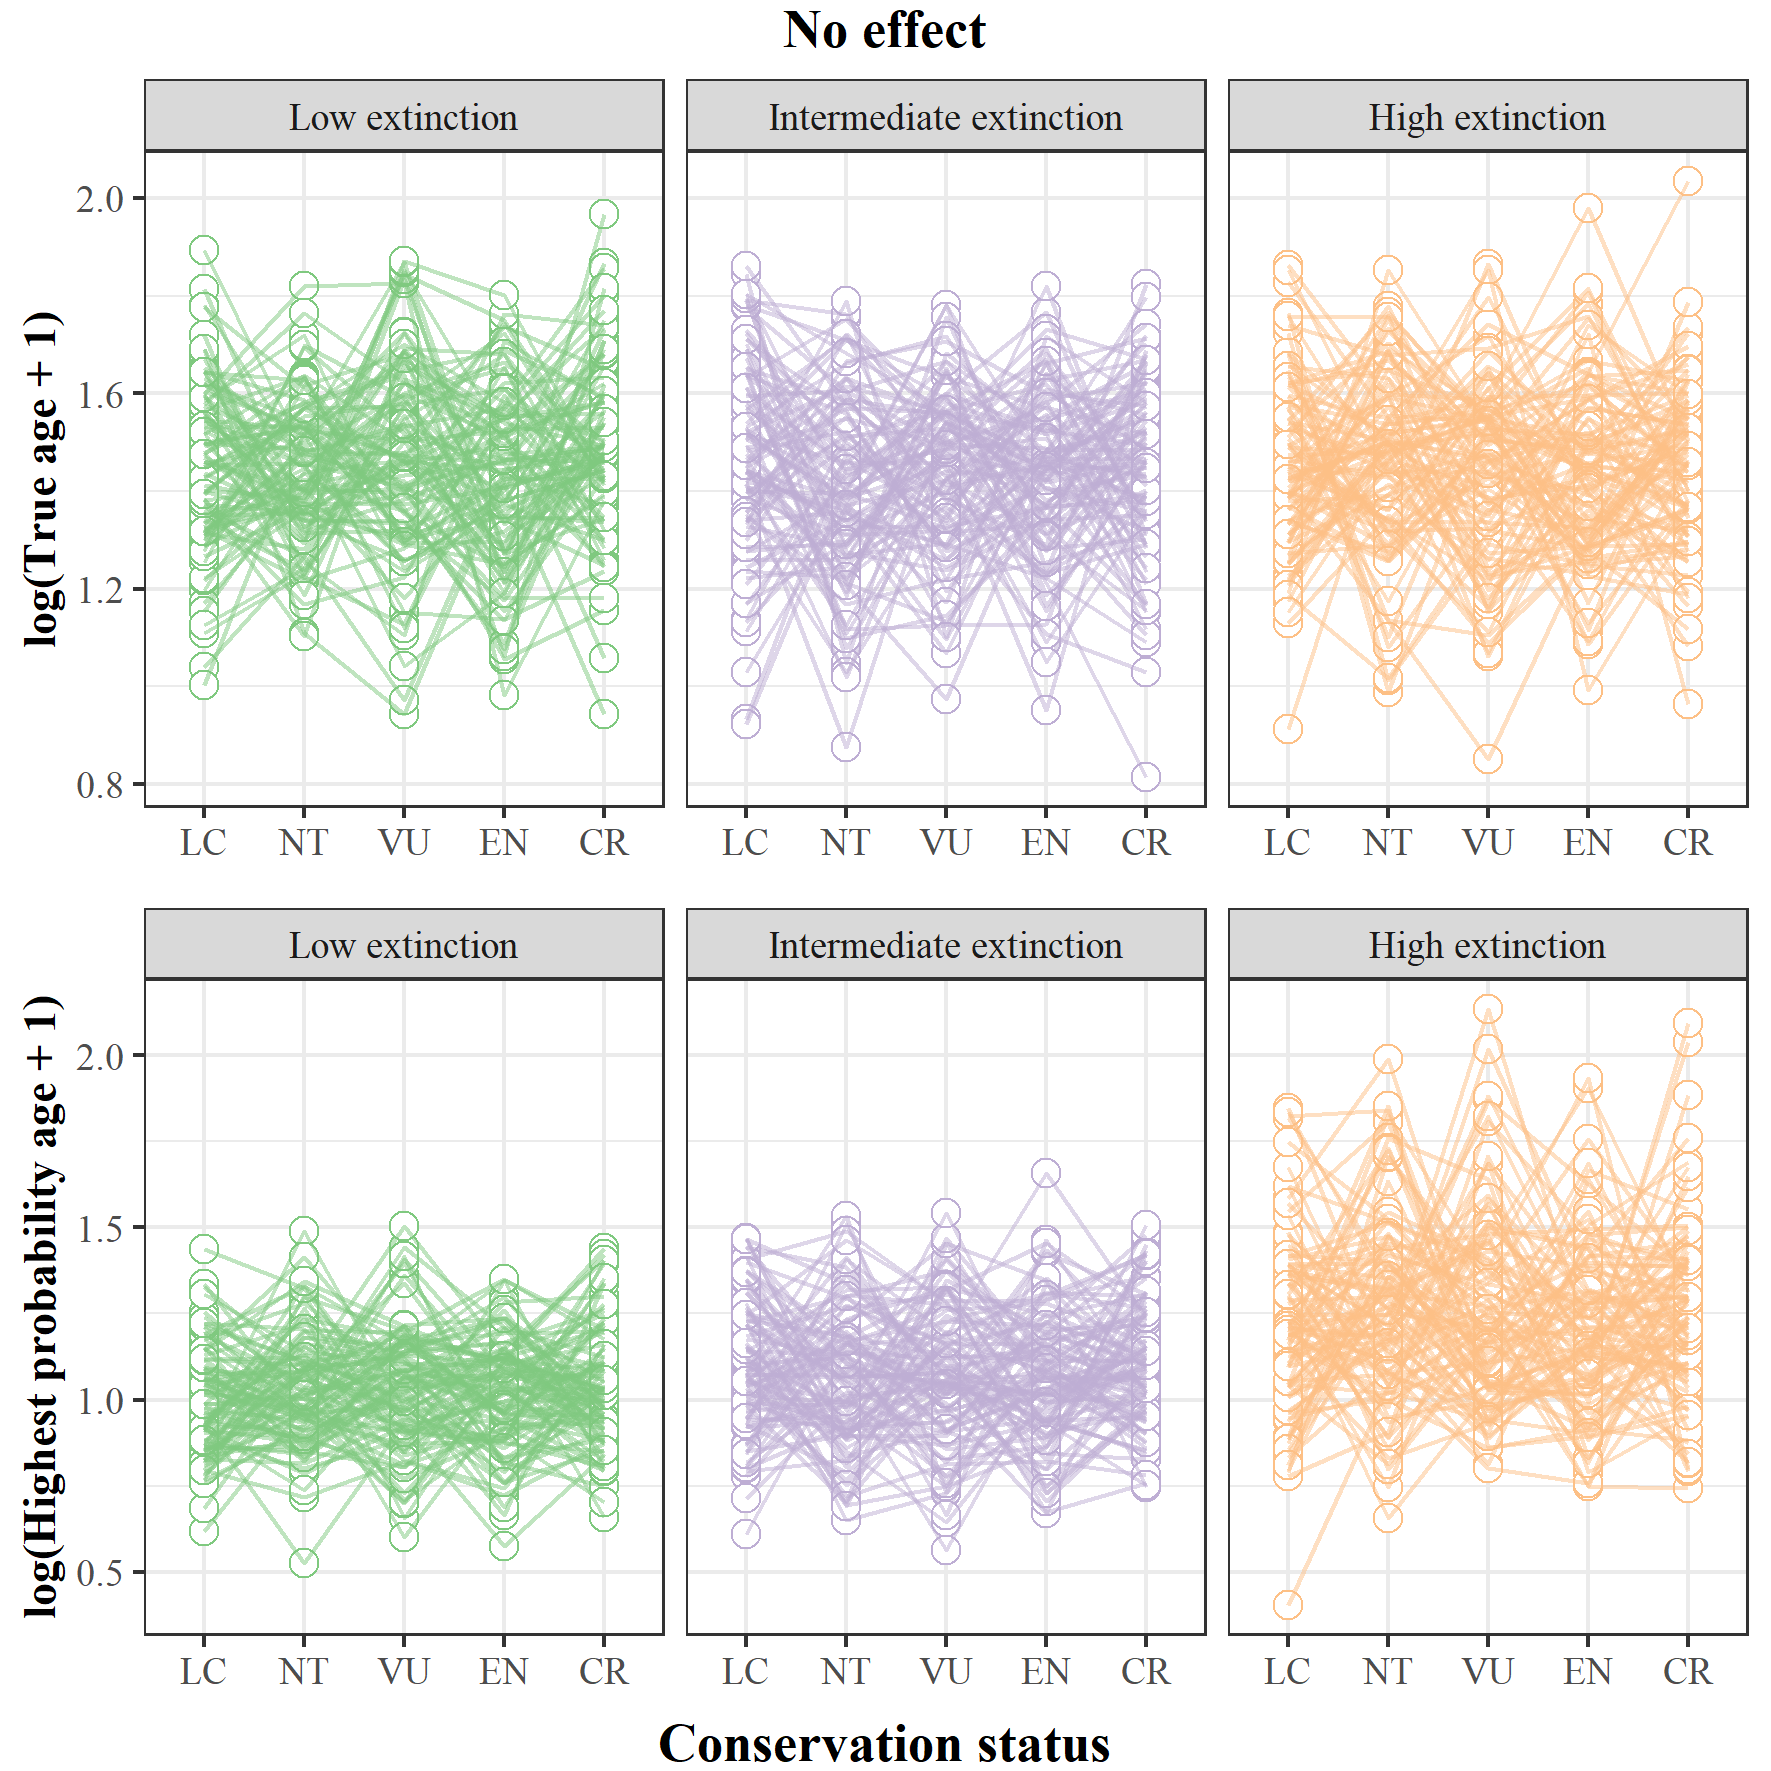 No effect
Low extinction
Intermediate extinction
High extinction
log(True age + 1)
2.0
1.6
1.2
0.8
LC NT VU EN CR
LC NT VU EN CR
LC NT VU EN CR
Low extinction
Intermediate extinction
High extinction
log(Highest probability age + 1)
2.0
1.5
1.0
0.5
LC NT VU EN CR
LC NT VU EN CR
LC NT VU EN CR
Conservation status